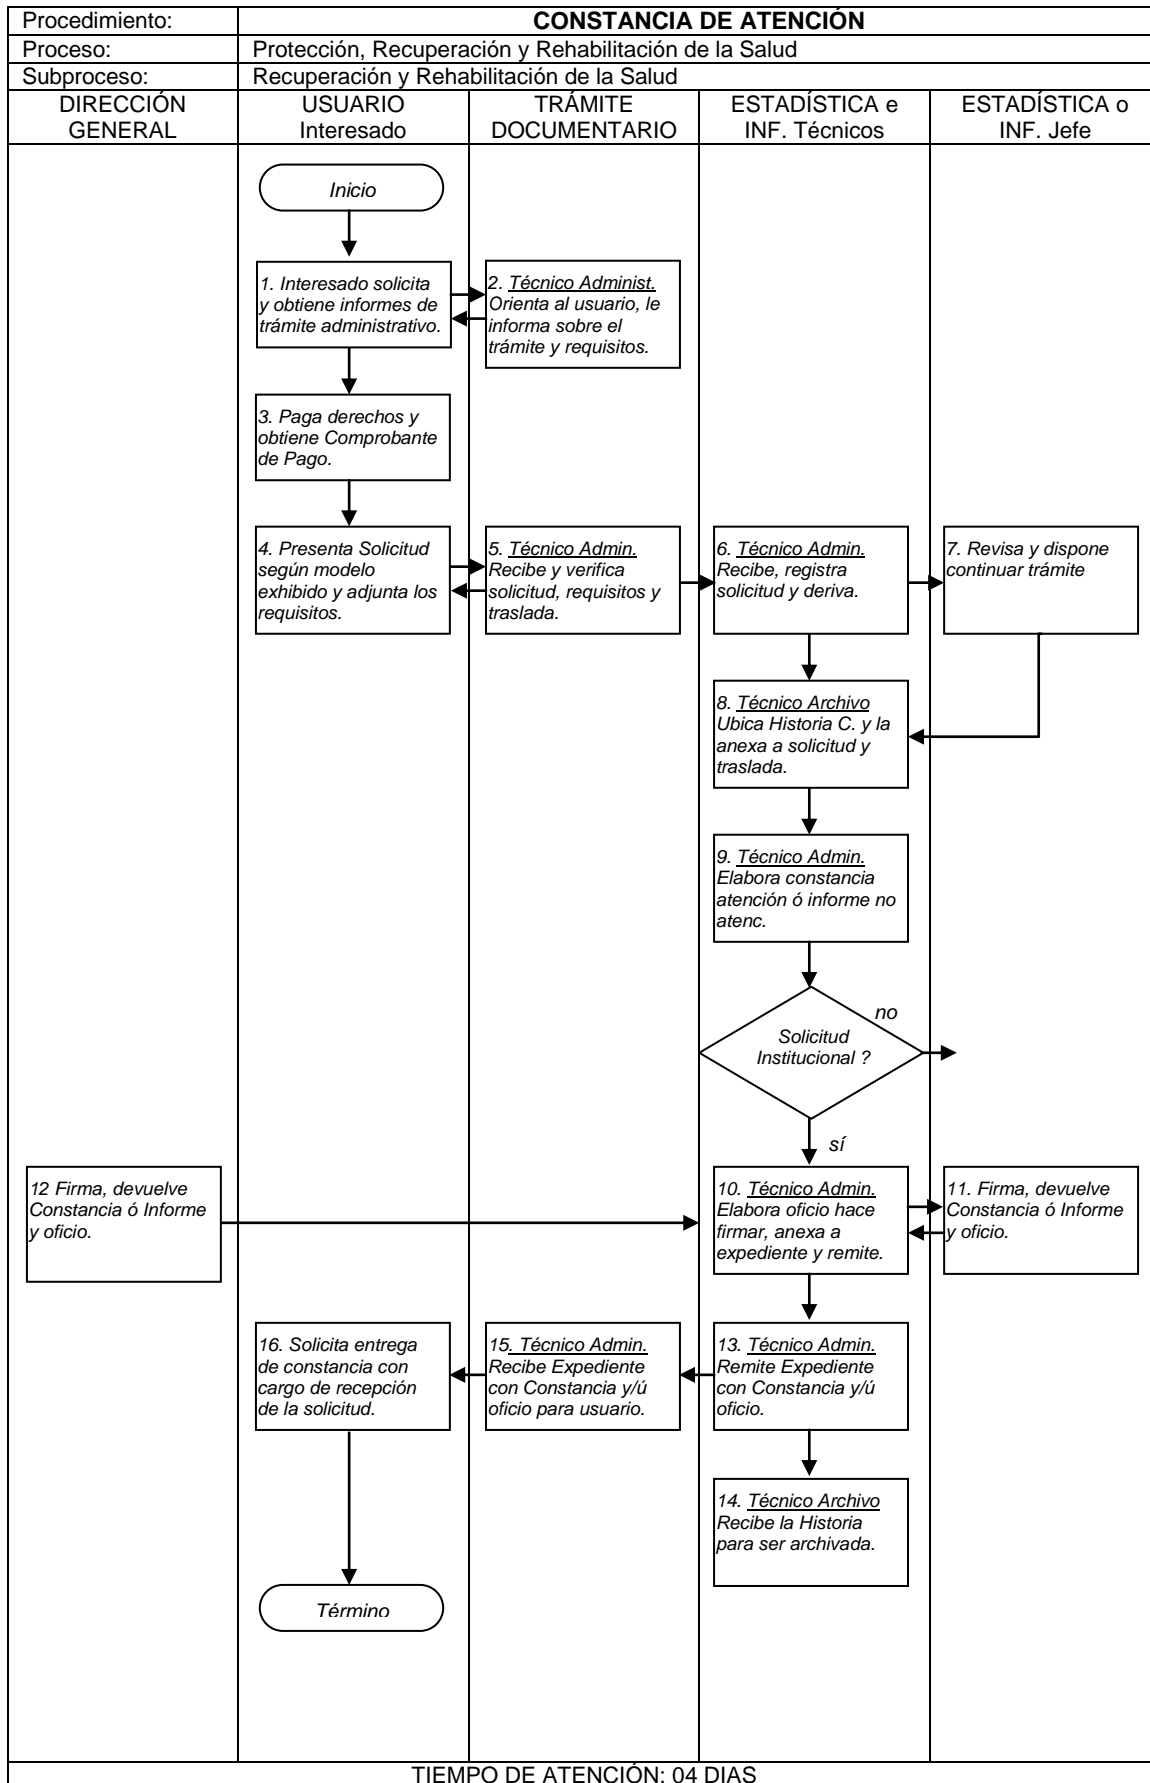 Procedimiento:
CONSTANCIA DE ATENCIÓN
Proceso:
Protección, Recuperación y Rehabilitación de la Salud
Subproceso:
Recuperación y Rehabilitación de la Salud
DIRECCIÓN
GENERAL
USUARIO
Interesado
TRÁMITE
DOCUMENTARIO
ESTADÍSTICA e
INF. Técnicos
ESTADÍSTICA o
INF. Jefe
Inicio
1. Interesado solicita
y obtiene informes de
trámite administrativo.
2. Técnico Administ.
Orienta al usuario, le
informa sobre el
trámite y requisitos.
3. Paga derechos y
obtiene Comprobante
de Pago.
4. Presenta Solicitud
según modelo
exhibido y adjunta los
requisitos.
5. Técnico Admin.
Recibe y verifica
solicitud, requisitos y
traslada.
6. Técnico Admin.
Recibe, registra
solicitud y deriva.
7. Revisa y dispone
continuar trámite
8. Técnico Archivo
Ubica Historia C. y la
anexa a solicitud y
traslada.
9. Técnico Admin.
Elabora constancia
atención ó informe no
atenc.
no
Solicitud
Institucional ?
sí
12 Firma, devuelve
Constancia ó Informe
y oficio.
10. Técnico Admin.
Elabora oficio hace
firmar, anexa a
expediente y remite.
11. Firma, devuelve
Constancia ó Informe
y oficio.
16. Solicita entrega
de constancia con
cargo de recepción
de la solicitud.
15. Técnico Admin.
Recibe Expediente
con Constancia y/ú
oficio para usuario.
13. Técnico Admin.
Remite Expediente
con Constancia y/ú
oficio.
14. Técnico Archivo
Recibe la Historia
para ser archivada.
Término
TIEMPO DE ATENCIÓN: 04 DIAS